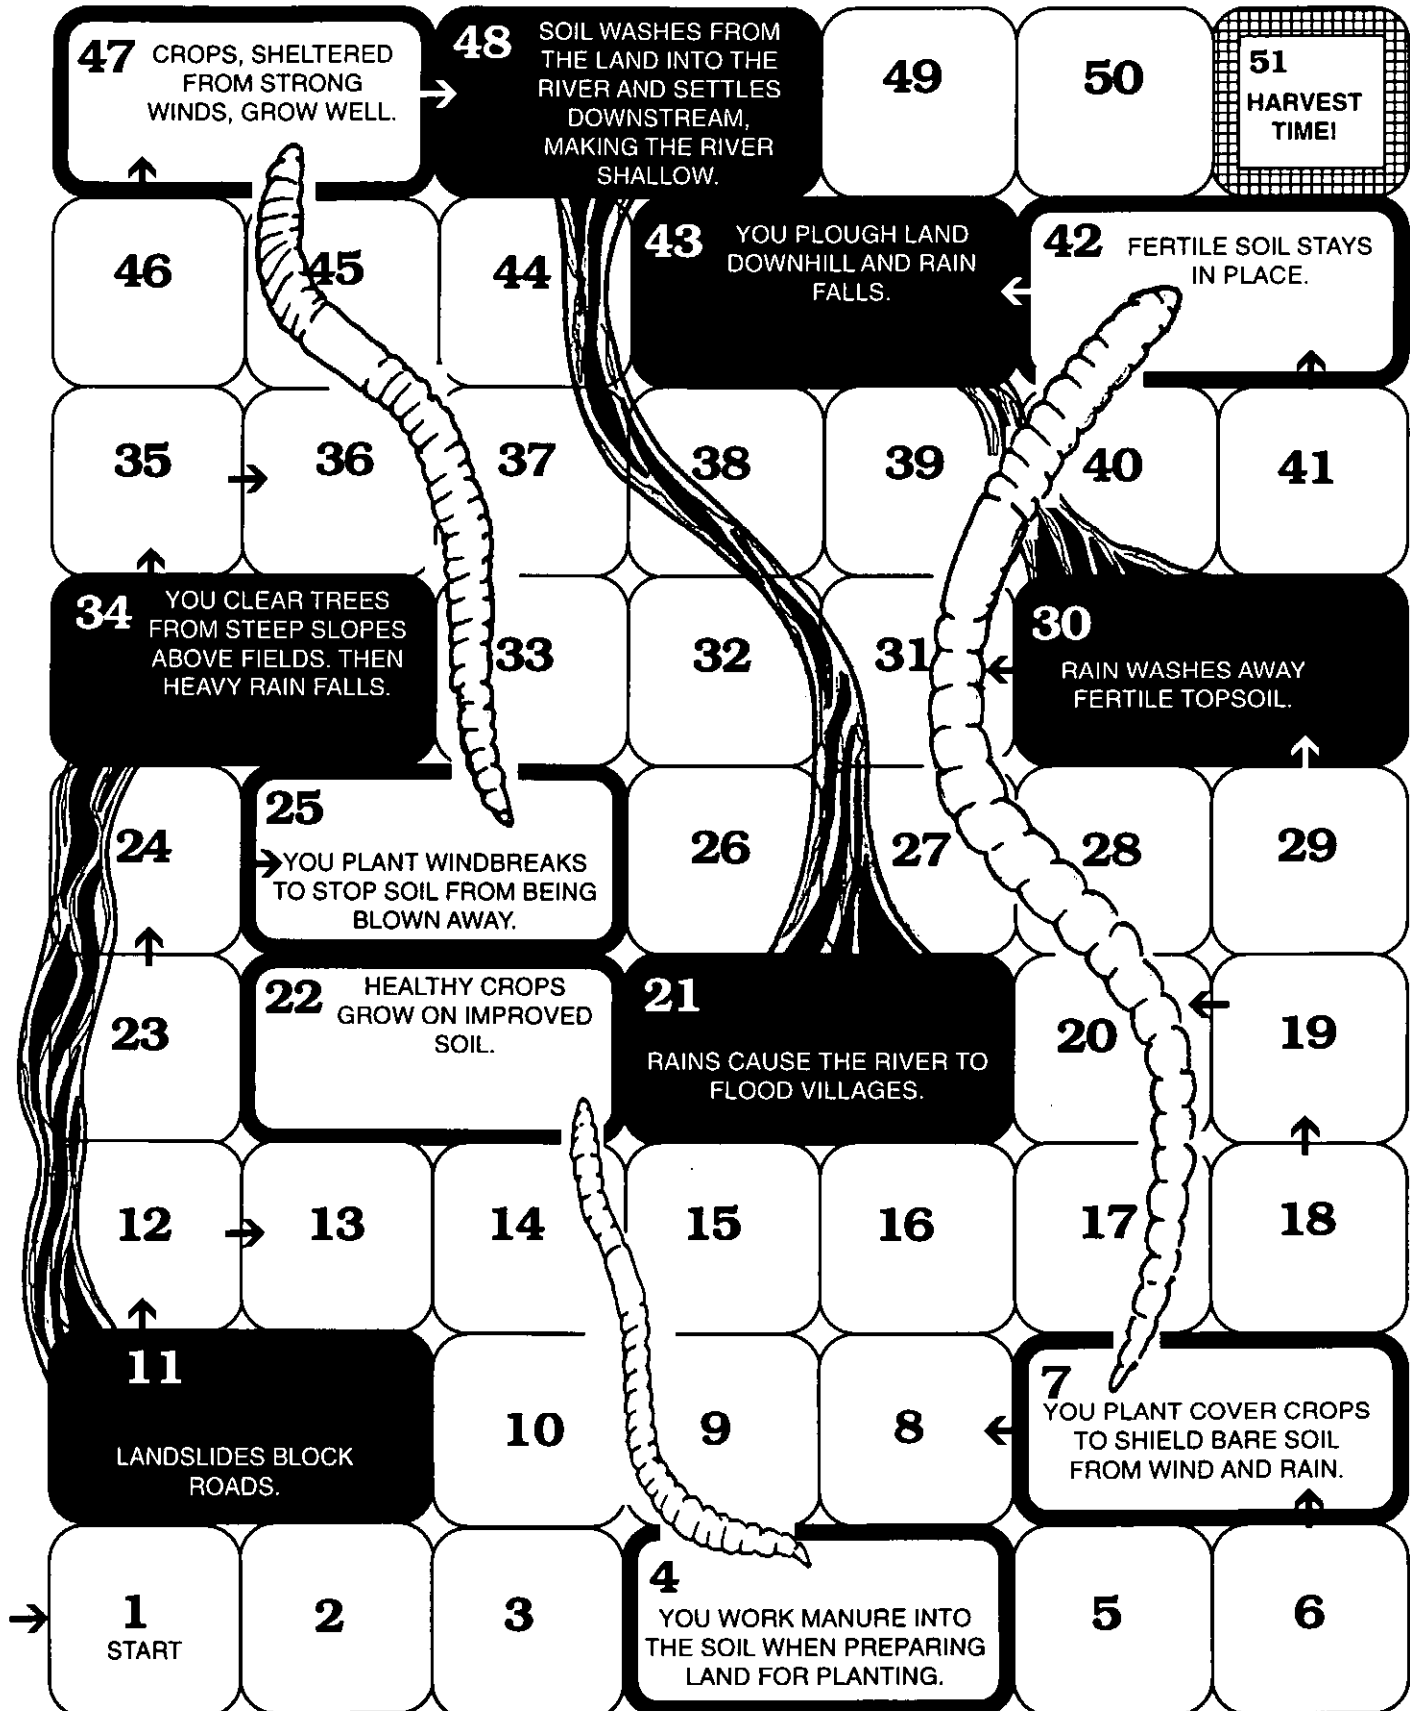 47 CROPS, SHELTERED
FROM STRONG
WINDS, GROW WELL.
48 SOIL WASHES FROM
THE LAND INTO THE
RIVER AND SETTLES
DOWNSTREAM,
MAKING THE RIVER
SHALLOW.
49
50
51
HARVEST
TIME!
46
45
44
43 YOU PLOUGH LAND
DOWNHILL AND RAIN
FALLS.
42 FERTILE SOIL STAYS
IN PLACE.
35
36
37
38
39
40
41
34 YOU CLEAR TREES
FROM STEEP SLOPES
ABOVE FIELDS. THEN
HEAVY RAIN FALLS.
33
32
31
30
RAIN WASHES AWAY
FERTILE TOPSOIL.
24
25
YOU PLANT WINDBREAKS
TO STOP SOIL FROM BEING
BLOWN AWAY.
26
27
28
29
23
22 HEALTHY CROPS
GROW ON IMPROVED
SOIL.
21
RAINS CAUSE THE RIVER TO
FLOOD VILLAGES.
20
19
12
13
14
15
16
17
18
11
LANDSLIDES BLOCK
ROADS.
10
9
8
7
YOU PLANT COVER CROPS
TO SHIELD BARE SOIL
FROM WIND AND RAIN.
1
START
2
3
4
YOU WORK MANURE INTO
THE SOIL WHEN PREPARING
LAND FOR PLANTING.
5
6